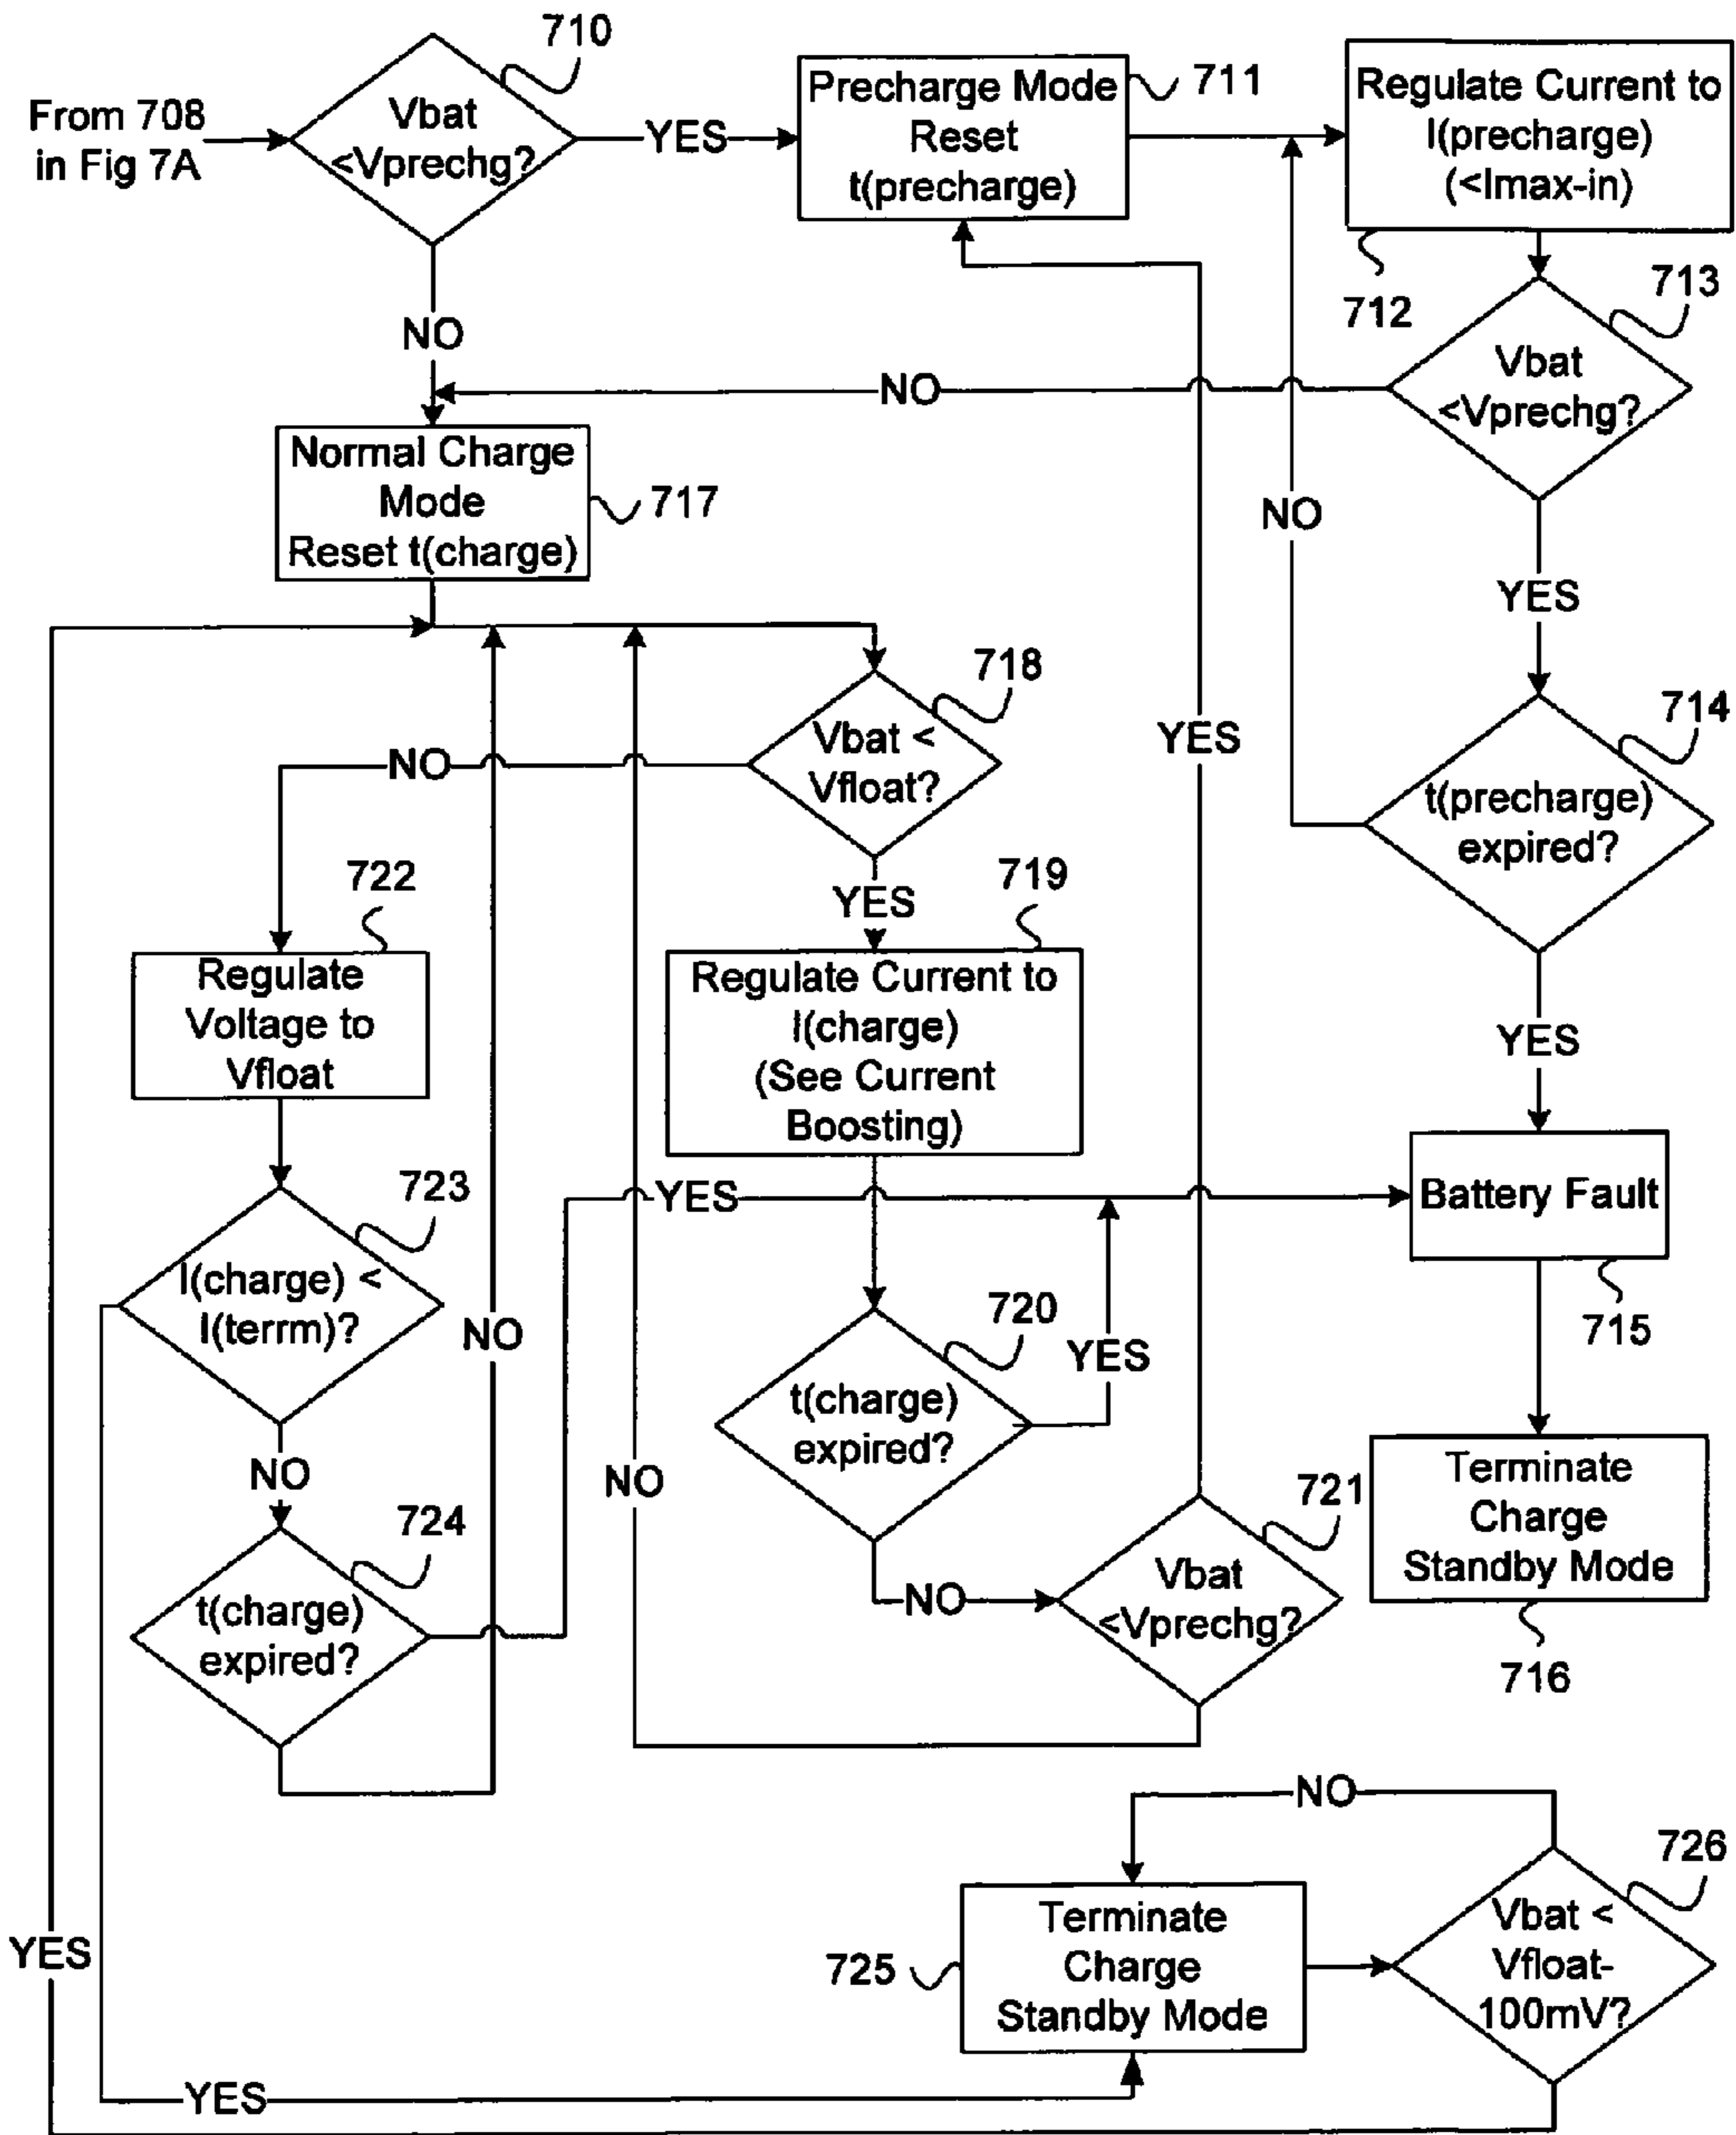 710
From 708
in Fig 7A
Vbat
<Vprechg?
YES
Precharge Mode
Reset
t(precharge)
711
Regulate Current to
I(precharge)
(<Imax-in)
712
NO
713
Vbat
<Vprechg?
NO
Normal Charge
Mode
Reset t(charge)
717
NO
YES
718
Vbat <
Vfloat?
NO
YES
714
t(precharge)
expired?
YES
722
Regulate
Voltage to
Vfloat
YES
719
Regulate Current to
I(charge)
(See Current
Boosting)
723
I(charge) <
I(terrm)?
NO
YES
Battery Fault
715
720
t(charge)
expired?
YES
NO
724
t(charge)
expired?
NO
NO
721
Vbat
<Vprechg?
Terminate
Charge
Standby Mode
716
NO
726
Vbat <
Vfloat-
100mV?
YES
725
Terminate
Charge
Standby Mode
YES